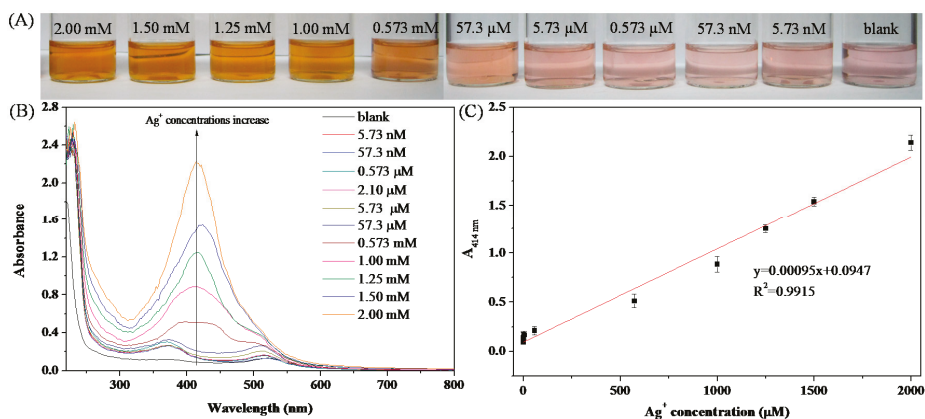 (A)
2.00 mM 1.50 mM 1.25 mM 1.00 mM 0.573 mM 57.3 µM 5.73 µM 0.573 µM 57.3 nM 5.73 nM blank
(B)
Ag⁺ concentrations increase
blank
5.73 nM
57.3 nM
0.573 µM
2.10 µM
5.73 µM
57.3 µM
0.573 mM
1.00 mM
1.25 mM
1.50 mM
2.00 mM
2.8
2.4
2.0
1.6
1.2
0.8
0.4
0.0
Absorbance
300 400 500 600 700 800
Wavelength (nm)
(C)
2.5
2.0
1.5
1.0
0.5
0.0
A414 nm
y=0.00095x+0.0947
R²=0.9915
0 500 1000 1500 2000
Ag⁺ concentration (µM)